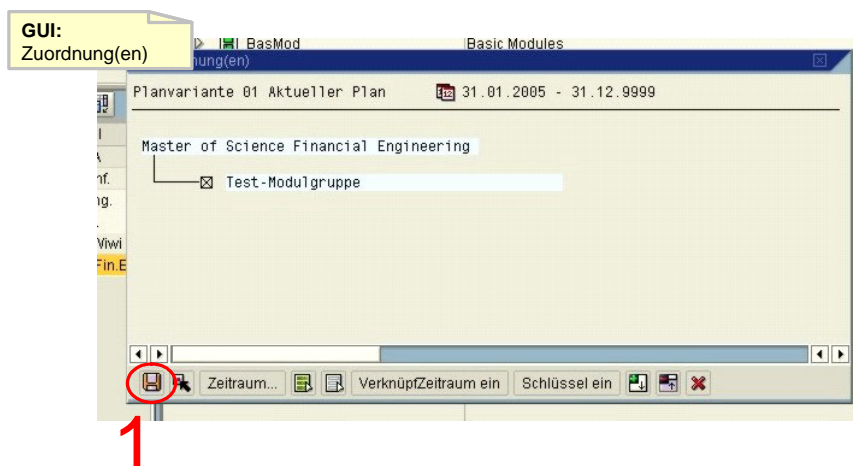 GUI:
Zuordnung(en)
BasMod Basic Modules
nung(en)
Planvariante 01 Aktueller Plan 31.01.2005 - 31.12.9999
Master of Science Financial Engineering
nf.
Test-Modulgruppe
ng.
Viwi
Fin.E
Zeitraum... VerknüpfZeitraum ein Schlüssel ein
1